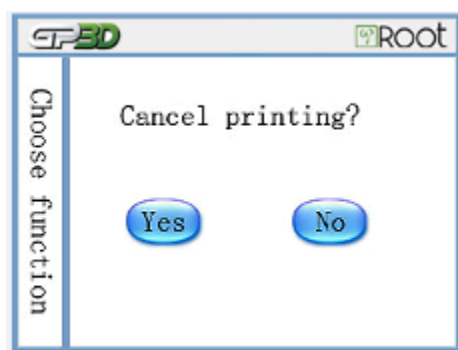 GP3D
Root
Choose function
Cancel printing?
Yes
No